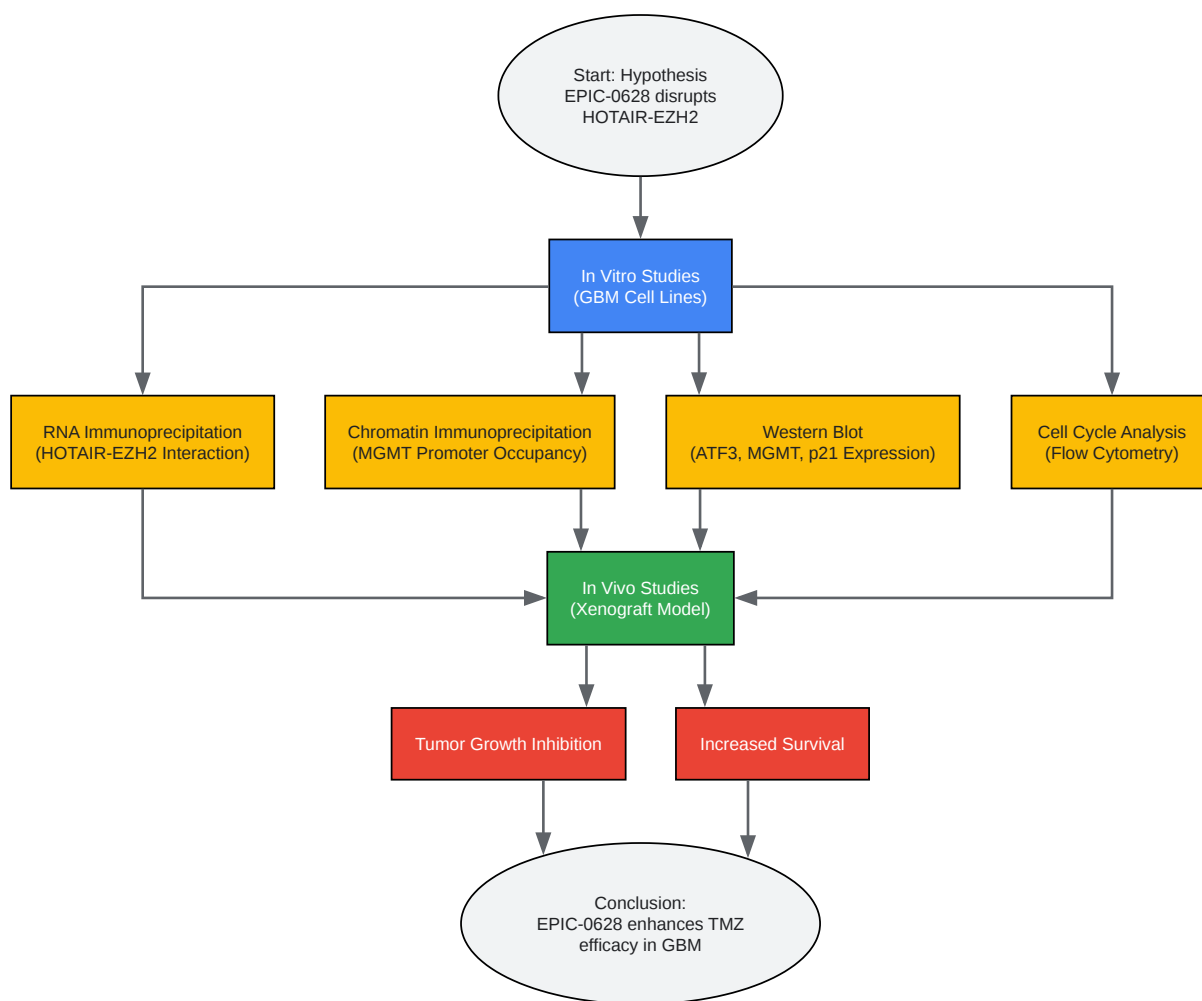 Start: Hypothesis
EPIC-0628 disrupts
HOTAIR-EZH2
In Vitro Studies
(GBM Cell Lines)
RNA Immunoprecipitation
(HOTAIR-EZH2 Interaction)
Chromatin Immunoprecipitation
(MGMT Promoter Occupancy)
Western Blot
(ATF3, MGMT, p21 Expression)
Cell Cycle Analysis
(Flow Cytometry)
In Vivo Studies
(Xenograft Model)
Tumor Growth Inhibition
Increased Survival
Conclusion:
EPIC-0628 enhances TMZ
efficacy in GBM